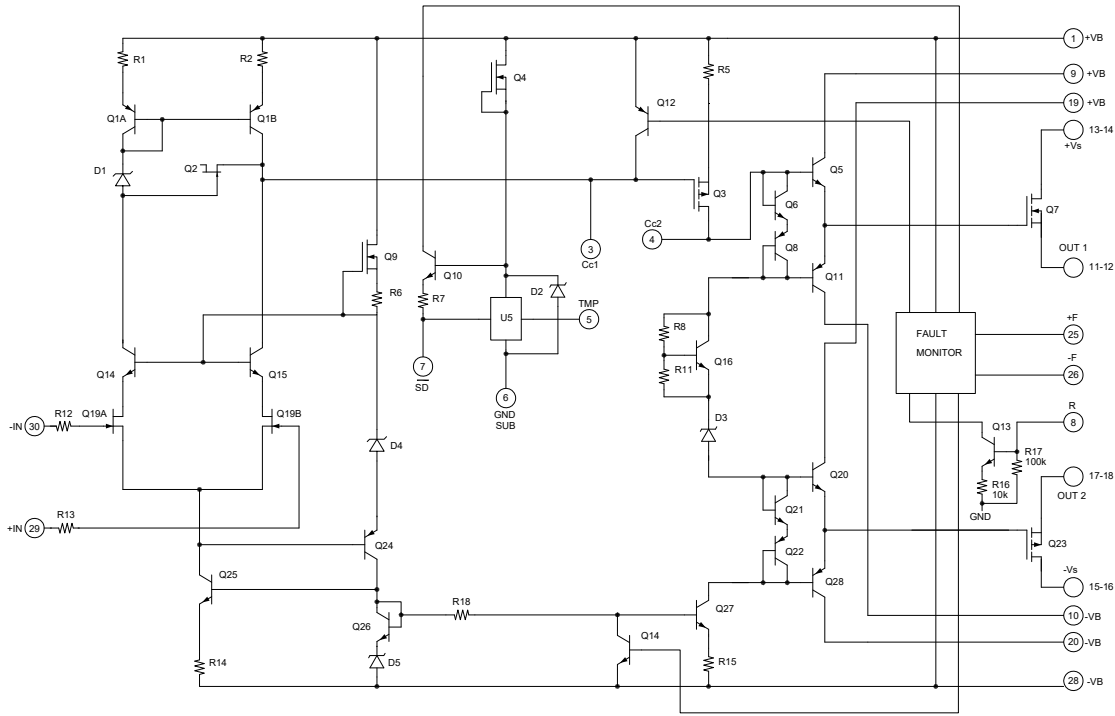 R1
R2
Q1A
Q1B
D1
Q2
Q4
R5
Q12
Q3
Q5
Q6
Q8
Q11
Cc2
4
3
Cc1
Q9
R6
Q10
R7
D2
U5
TMP
5
7
SD
6
GND
SUB
R8
R11
Q16
D3
Q14
Q15
Q19A
Q19B
R12
-IN
30
+IN
29
R13
D4
Q24
Q25
Q26
D5
R14
R18
Q14
Q27
R15
Q20
Q21
Q22
Q28
1
+VB
9
+VB
19
+VB
13-14
+Vs
Q7
OUT 1
11-12
FAULT
MONITOR
+F
25
-F
26
R
8
Q13
R17
100k
R16
10k
GND
17-18
OUT 2
Q23
-Vs
15-16
10
-VB
20
-VB
28
-VB